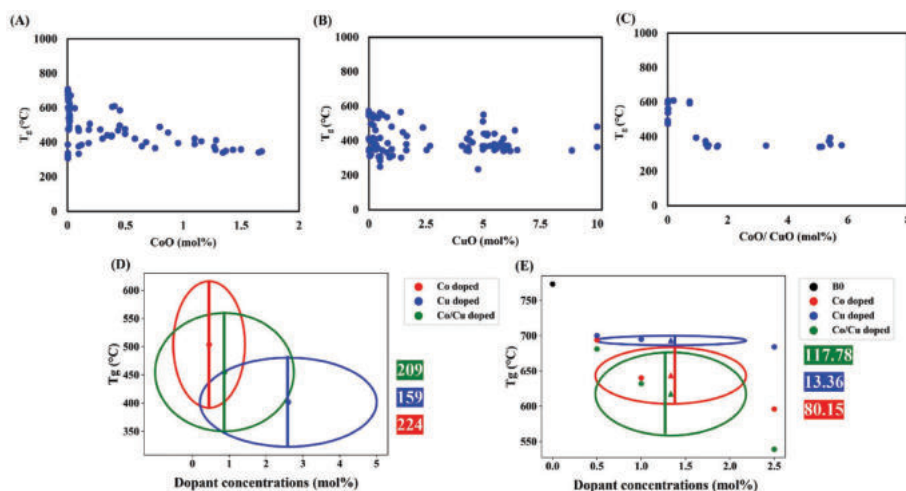 (A)
1000
800
600
400
200
0
Tg (°C)
0 0.5 1 1.5 2
CoO (mol%)
(B)
1000
800
600
400
200
0
Tg (°C)
0 2.5 5 7.5 10
CuO (mol%)
(C)
1000
800
600
400
200
0
Tg (°C)
0 2 4 6 8
CoO/ CuO (mol%)
(D)
600
550
500
450
400
350
Tg (°C)
0 1 2 3 4 5
Dopant concentrations (mol%)
Co doped
Cu doped
Co/Cu doped
209
159
224
(E)
750
700
650
600
550
Tg (°C)
0.0 0.5 1.0 1.5 2.0 2.5
Dopant concentrations (mol%)
B0
Co doped
Cu doped
Co/Cu doped
117.78
13.36
80.15